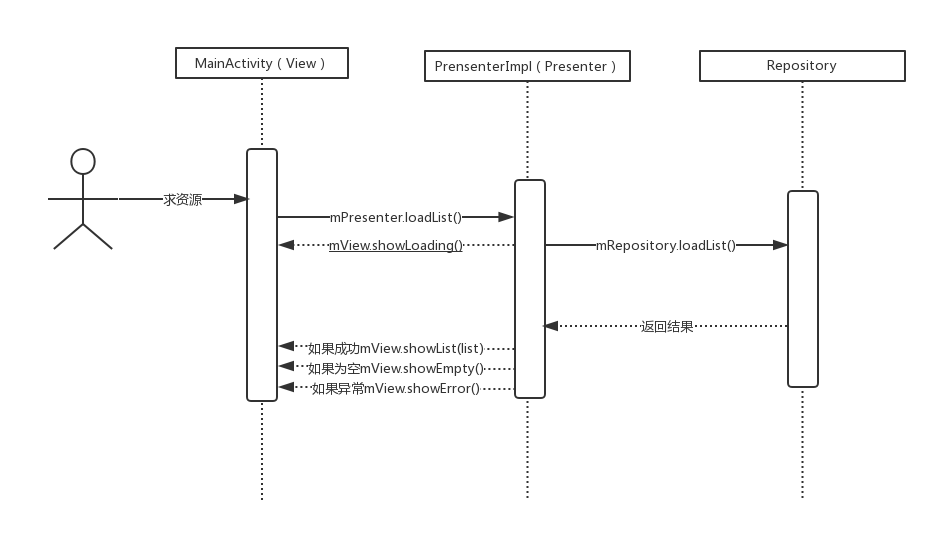 MainActivity（View）
PrensenterImpl（Presenter）
Repository
求资源
mPresenter.loadList()
mView.showLoading()
mRepository.loadList()
返回结果
如果成功mView.showList(list)
如果为空mView.showEmpty()
如果异常mView.showError()